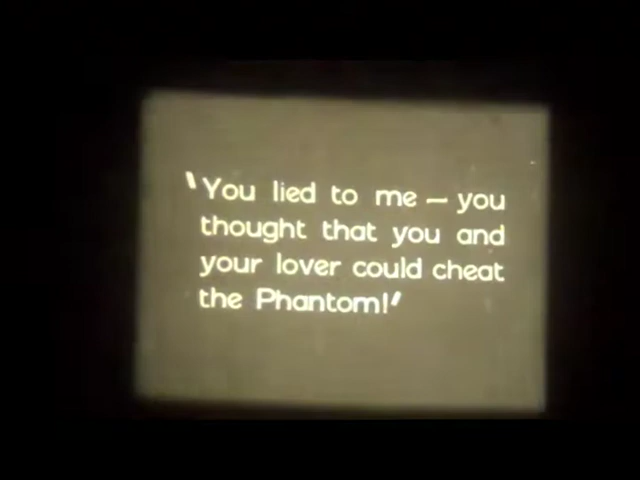 "You lied to me — you
thought that you and
your lover could cheat
the Phantom!"